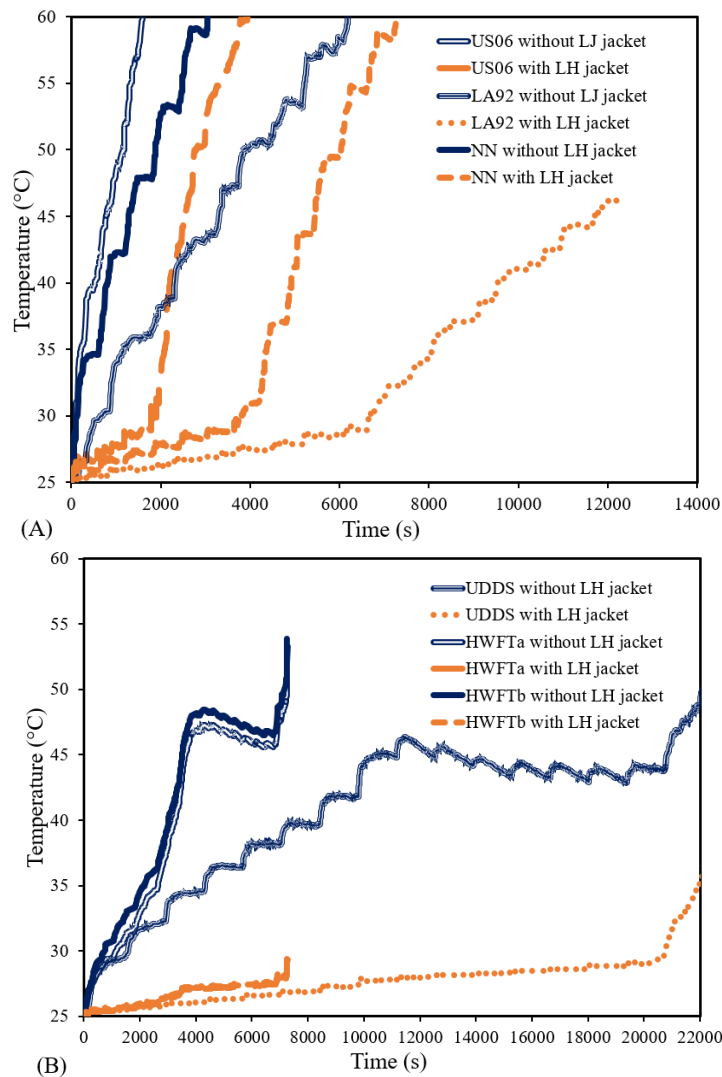 60
55
50
45
40
35
30
25
Temperature (°C)
US06 without LJ jacket
US06 with LH jacket
LA92 without LJ jacket
LA92 with LH jacket
NN without LH jacket
NN with LH jacket
0 2000 4000 6000 8000 10000 12000 14000
Time (s)
(A)
60
55
50
45
40
35
30
25
Temperature (°C)
UDDS without LH jacket
UDDS with LH jacket
HWFTa without LH jacket
HWFTa with LH jacket
HWFTb without LH jacket
HWFTb with LH jacket
0 2000 4000 6000 8000 10000 12000 14000 16000 18000 20000 22000
Time (s)
(B)